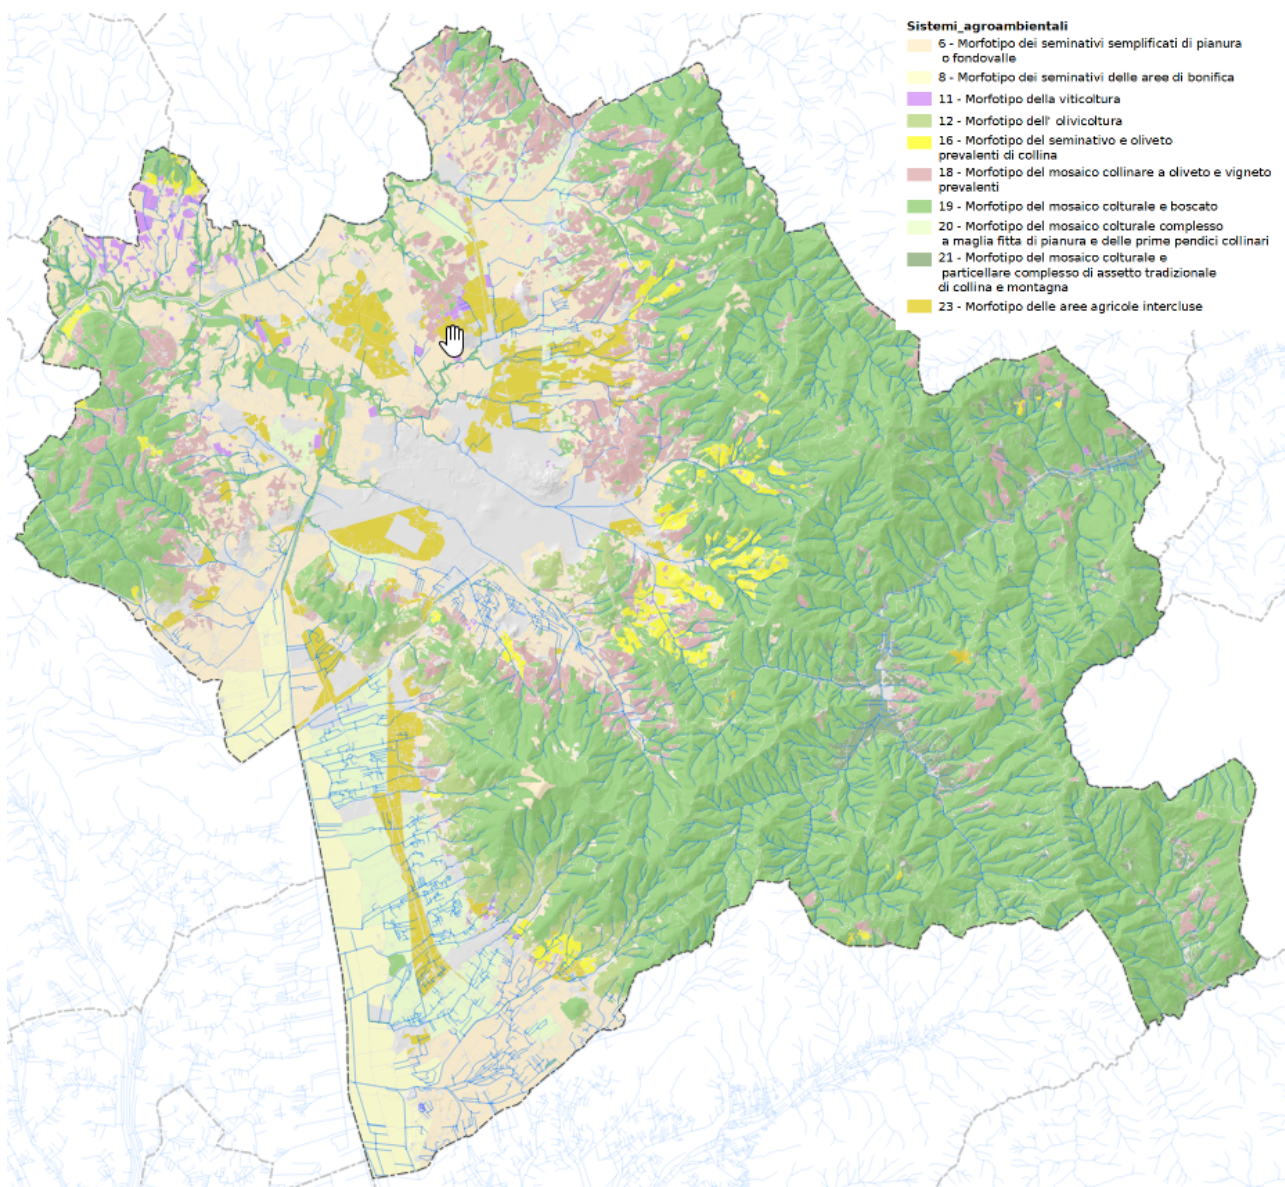 Sistemi_agroambientali
6 - Morfotipo dei seminativi semplificati di pianura
o fondovalle
8 - Morfotipo dei seminativi delle aree di bonifica
11 - Morfotipo della viticoltura
12 - Morfotipo dell' olivicoltura
16 - Morfotipo del seminativo e oliveto
prevalenti di collina
18 - Morfotipo del mosaico collinare a oliveto e vigneto
prevalenti
19 - Morfotipo del mosaico colturale e boscato
20 - Morfotipo del mosaico colturale complesso
a maglia fitta di pianura e delle prime pendici collinari
21 - Morfotipo del mosaico colturale e
particellare complesso di assetto tradizionale
di collina e montagna
23 - Morfotipo delle aree agricole intercluse